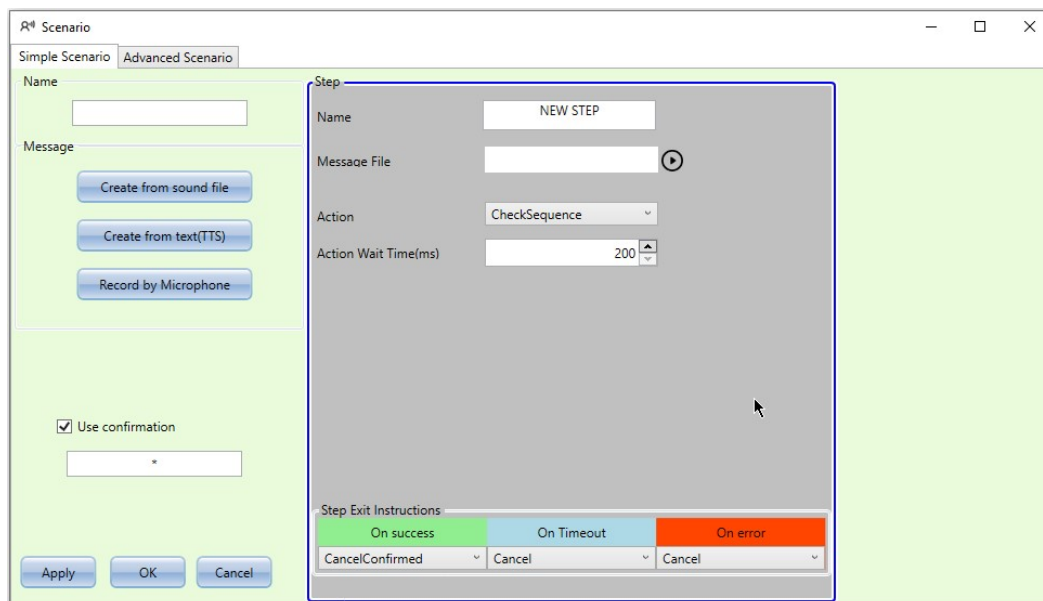 Scenario
Simple Scenario
Advanced Scenario
Name
Message
Create from sound file
Create from text(TTS)
Record by Microphone
Use confirmation
*
Apply
OK
Cancel
Step
Name
NEW STEP
Message File
Action
CheckSequence
Action Wait Time(ms)
200
Step Exit Instructions
On success
On Timeout
On error
CancelConfirmed
Cancel
Cancel